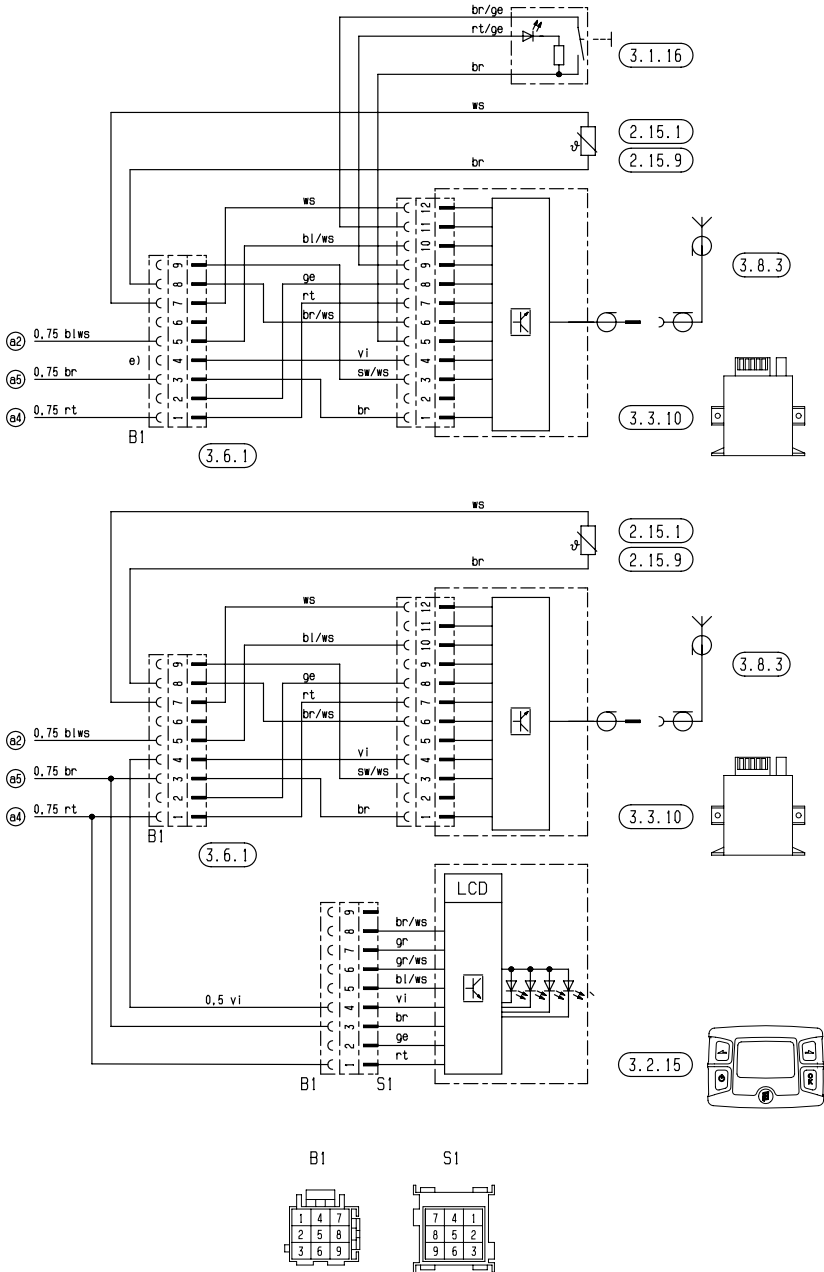 br/ge
rt/ge
3.1.16
br
ws
2.15.1
2.15.9
br
ws
12
11
bl/ws
10
3.8.3
9
9
ge
8
8
rt
7
7
br/ws
6
6
a2 0,75 blws
5
5
e)
4
vi
4
a5 0,75 br
3
sw/ws
3
2
2
a4 0,75 rt
1
br
1
3.3.10
B1
3.6.1
ws
2.15.1
2.15.9
br
ws
12
11
bl/ws
10
3.8.3
9
9
ge
8
8
rt
7
7
br/ws
6
6
a2 0,75 blws
5
5
4
vi
4
a5 0,75 br
3
sw/ws
3
2
2
a4 0,75 rt
1
br
1
3.3.10
B1
3.6.1
LCD
9
8
br/ws
7
gr
6
gr/ws
5
bl/ws
0,5 vi
4
vi
3
br
2
ge
1
rt
3.2.15
B1
S1
B1
S1
1 4 7
2 5 8
3 6 9
7 4 1
8 5 2
9 6 3